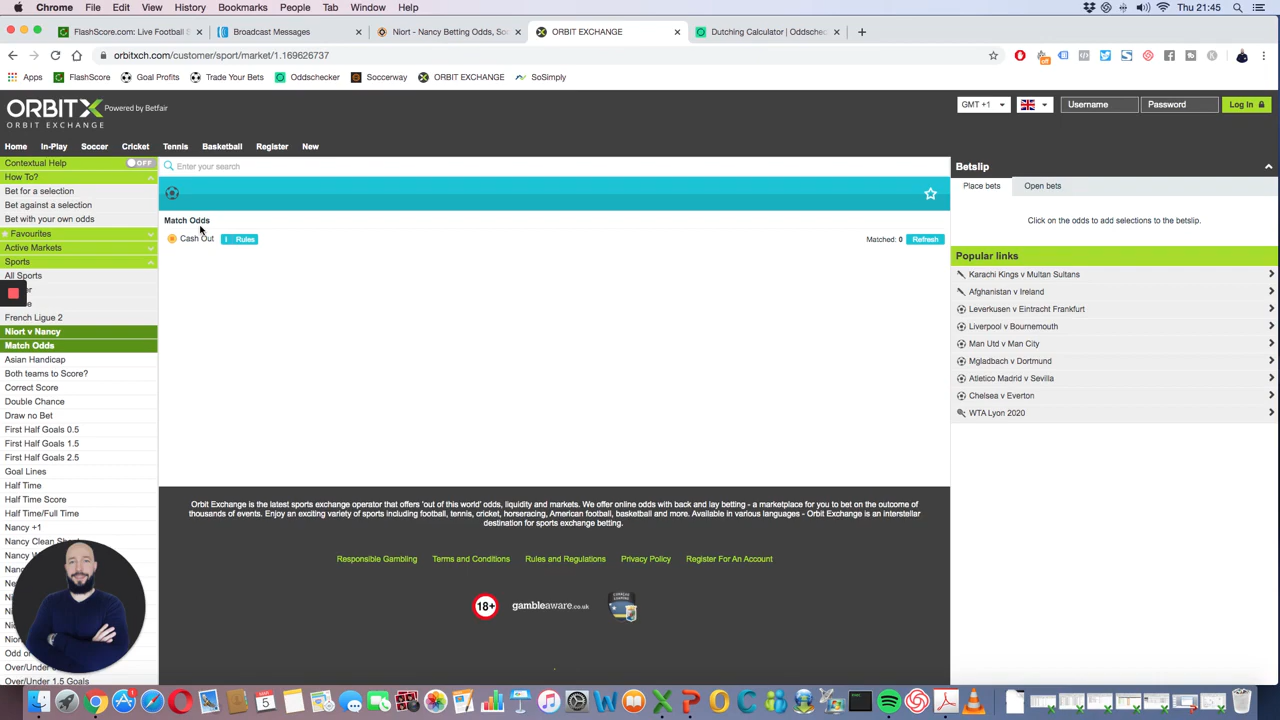 Chrome File Edit View History Bookmarks People Tab Window Help Thu 21:45
FlashScore.com: Live Football S Broadcast Messages Niort - Nancy Betting Odds, So ORBIT EXCHANGE Dutching Calculator | Oddsche
orbitxch.com/customer/sport/market/1.169626737
Apps FlashScore Goal Profits Trade Your Bets Oddschecker Soccerway ORBIT EXCHANGE SoSimply
ORBITX Powered by Betfair
ORBIT EXCHANGE
GMT +1 Username Password Log In
Home In-Play Soccer Cricket Tennis Basketball Register New
Contextual Help OFF
How To?
Bet for a selection
Bet against a selection
Bet with your own odds
Favourites
Active Markets
Sports
All Sports
French Ligue 2
Niort v Nancy
Match Odds
Asian Handicap
Both teams to Score?
Correct Score
Double Chance
Draw no Bet
First Half Goals 0.5
First Half Goals 1.5
First Half Goals 2.5
Goal Lines
Half Time
Half Time Score
Half Time/Full Time
Nancy +1
Nancy Clean
Nancy
Odd or
Over/Under
Over/Under 1.5 Goals
Enter your search
Match Odds
Cash Out Rules
Matched: 0 Refresh
Betslip
Place bets Open bets
Click on the odds to add selections to the betslip.
Popular links
Karachi Kings v Multan Sultans
Afghanistan v Ireland
Leverkusen v Eintracht Frankfurt
Liverpool v Bournemouth
Man Utd v Man City
Mgladbach v Dortmund
Atletico Madrid v Sevilla
Chelsea v Everton
WTA Lyon 2020
Orbit Exchange is the latest sports exchange operator that offers 'out of this world' odds, liquidity and markets. We offer online odds with back and lay betting - a marketplace for you to bet on the outcome of
thousands of events. Enjoy an exciting variety of sports including football, tennis, cricket, horseracing, American football, basketball and more. Available in various languages - Orbit Exchange is an interstellar
destination for sports exchange betting.
Responsible Gambling Terms and Conditions Rules and Regulations Privacy Policy Register For An Account
18+ gambleaware.co.uk